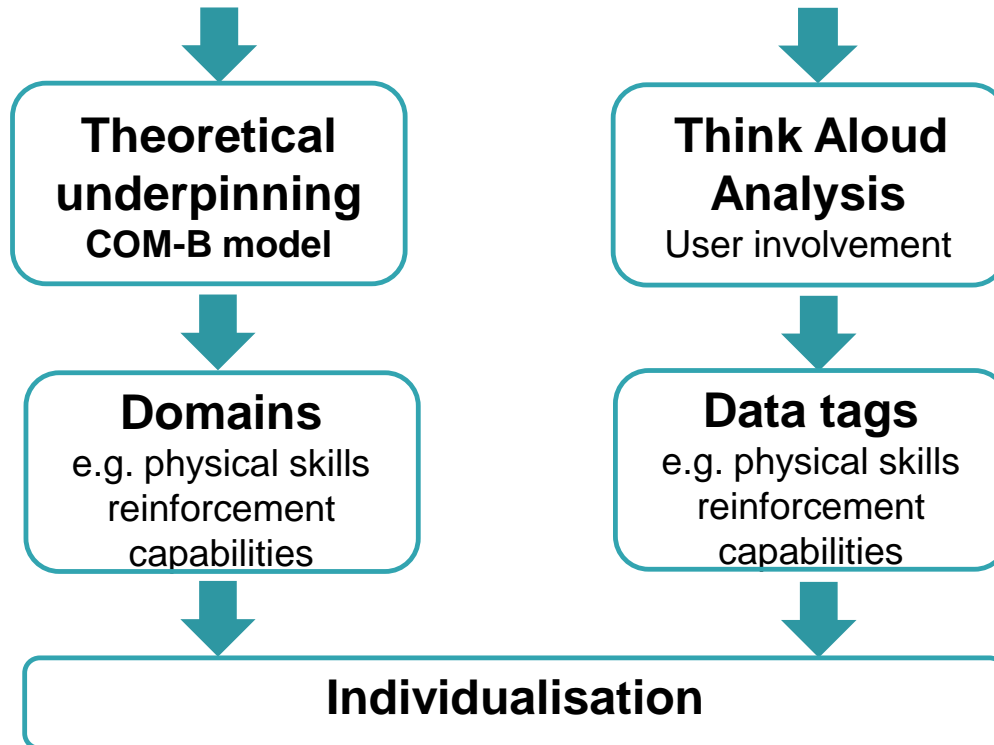 Theoretical
underpinning
COM-B model
Think Aloud
Analysis
User involvement
Domains
e.g. physical skills
reinforcement
capabilities
Data tags
e.g. physical skills
reinforcement
capabilities
Individualisation